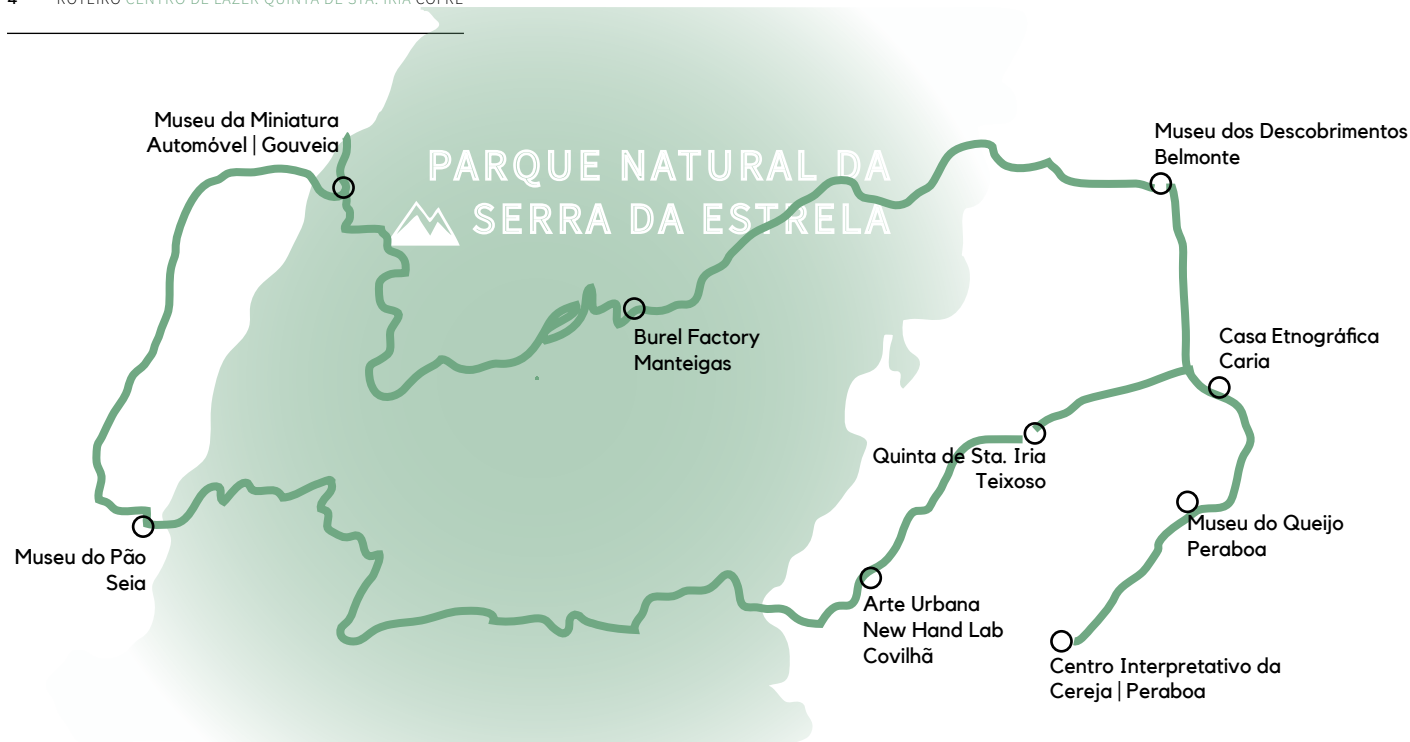 4 ROTEIRO CENTRO DE LAZER QUINTA DE STA. IRIA COFRE
Museu da Miniatura
Automóvel | Gouveia
PARQUE NATURAL DA
SERRA DA ESTRELA
Museu dos Descobrimentos
Belmonte
Burel Factory
Manteigas
Casa Etnográfica
Caria
Quinta de Sta. Iria
Teixoso
Museu do Queijo
Peraboa
Museu do Pão
Seia
Arte Urbana
New Hand Lab
Covilhã
Centro Interpretativo da
Cereja | Peraboa